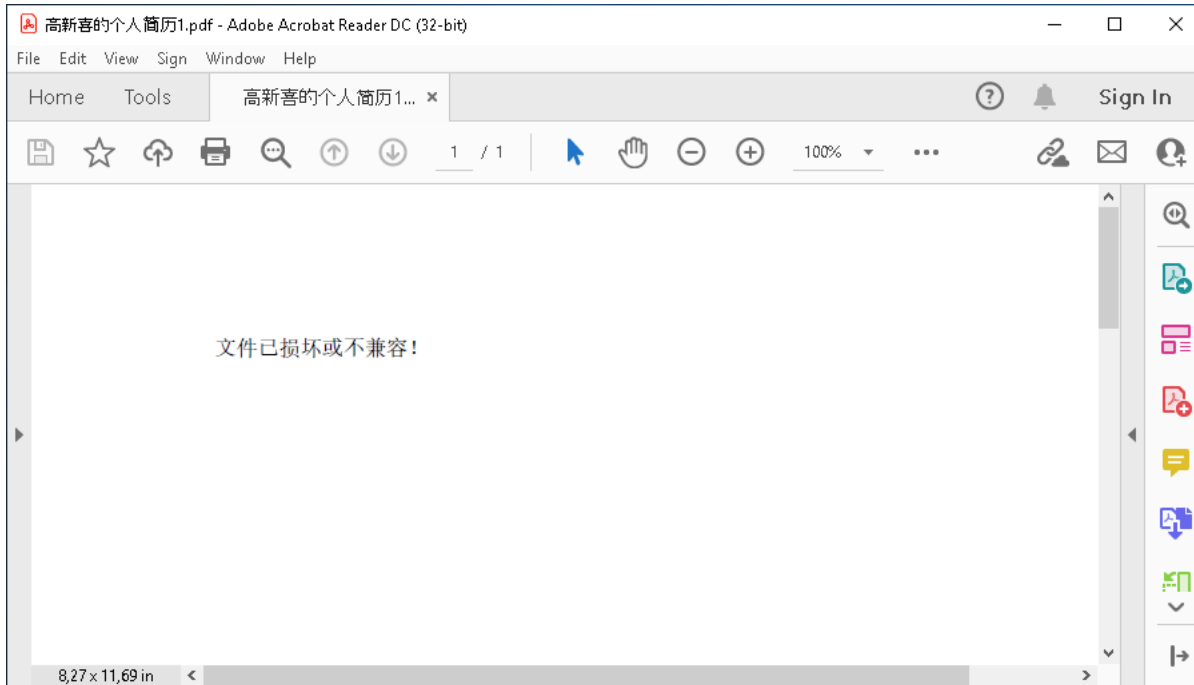 高新喜的个人简历1.pdf - Adobe Acrobat Reader DC (32-bit)
File Edit View Sign Window Help
Home Tools 高新喜的个人简历1... × Sign In
1 / 1 100%
文件已损坏或不兼容！
8,27 x 11,69 in